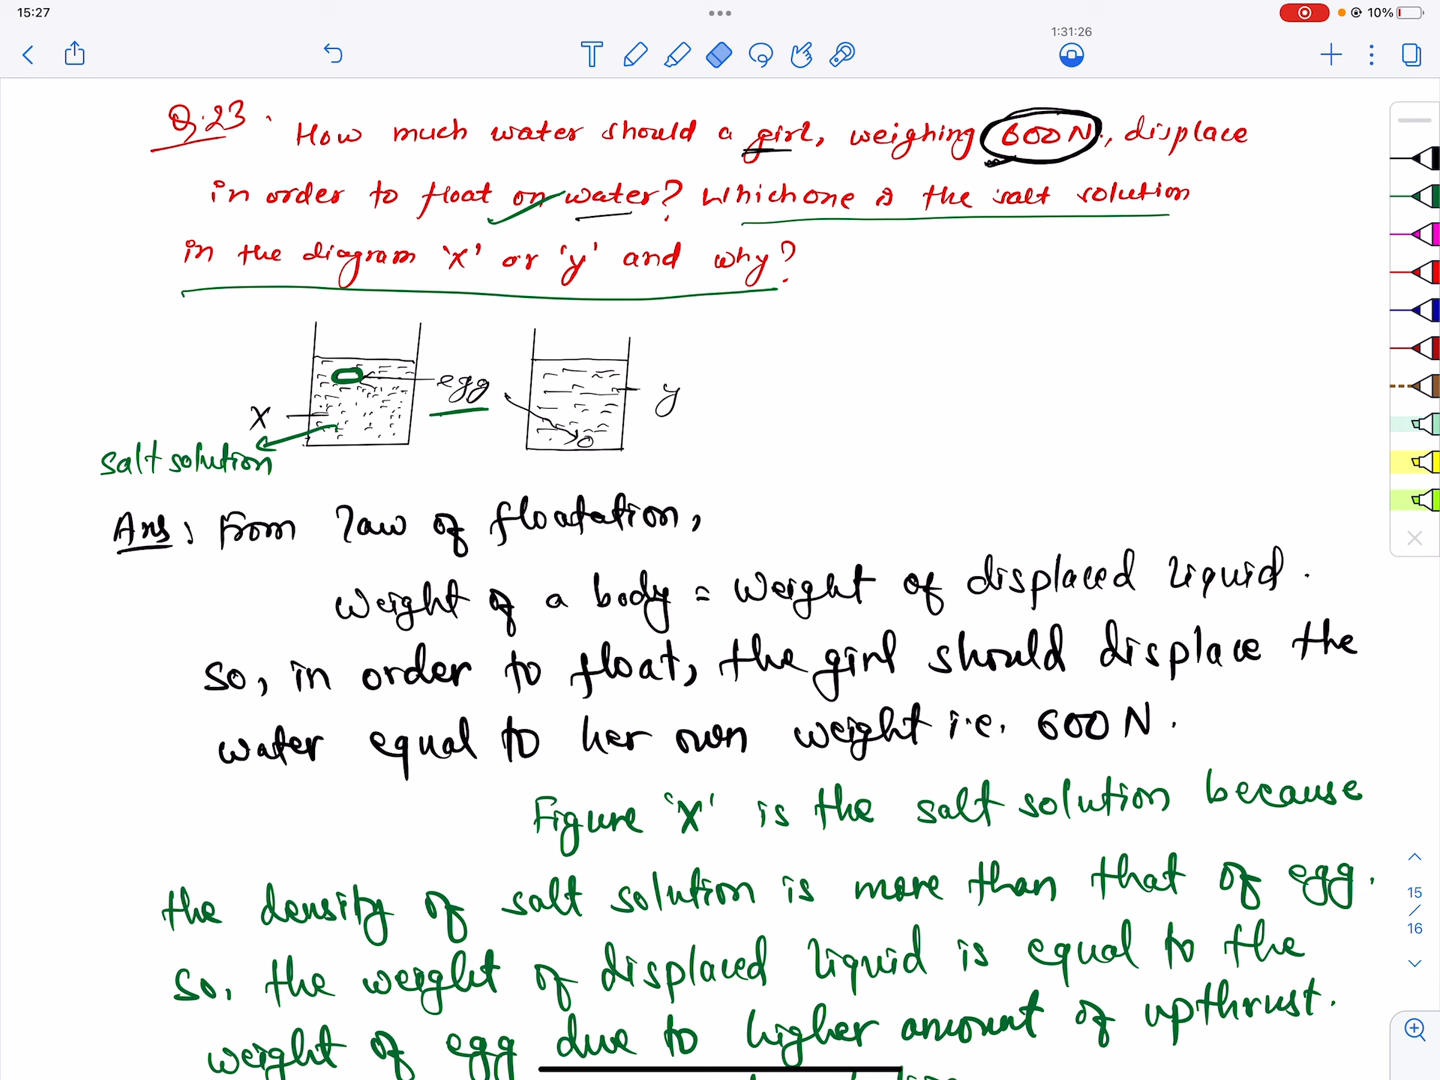 15:27
10%
1:31:26
Q.23. How much water should a girl, weighing 600N, displace
in order to float on water? Which one is the salt solution
in the diagram 'x' or 'y' and why?
egg
X
y
salt solution
Ans: From law of floatation,
weight of a body = weight of displaced liquid.
so, in order to float, the girl should displace the
water equal to her own weight i.e. 600N.
Figure 'X' is the salt solution because
the density of salt solution is more than that of egg.
so, the weight of displaced liquid is equal to the
weight of egg due to higher amount of upthrust.
15
/
16